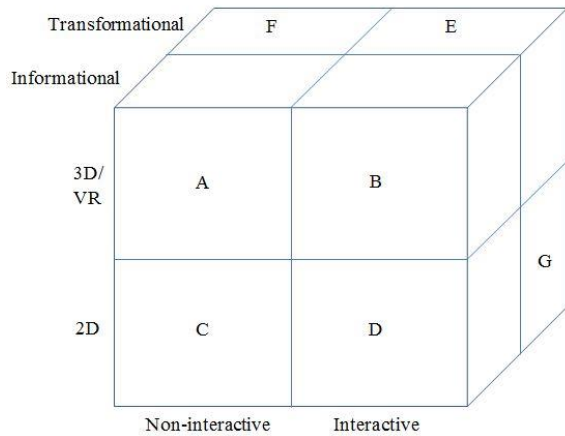 Transformational
F
E
Informational
3D/
VR
A
B
G
2D
C
D
Non-interactive
Interactive